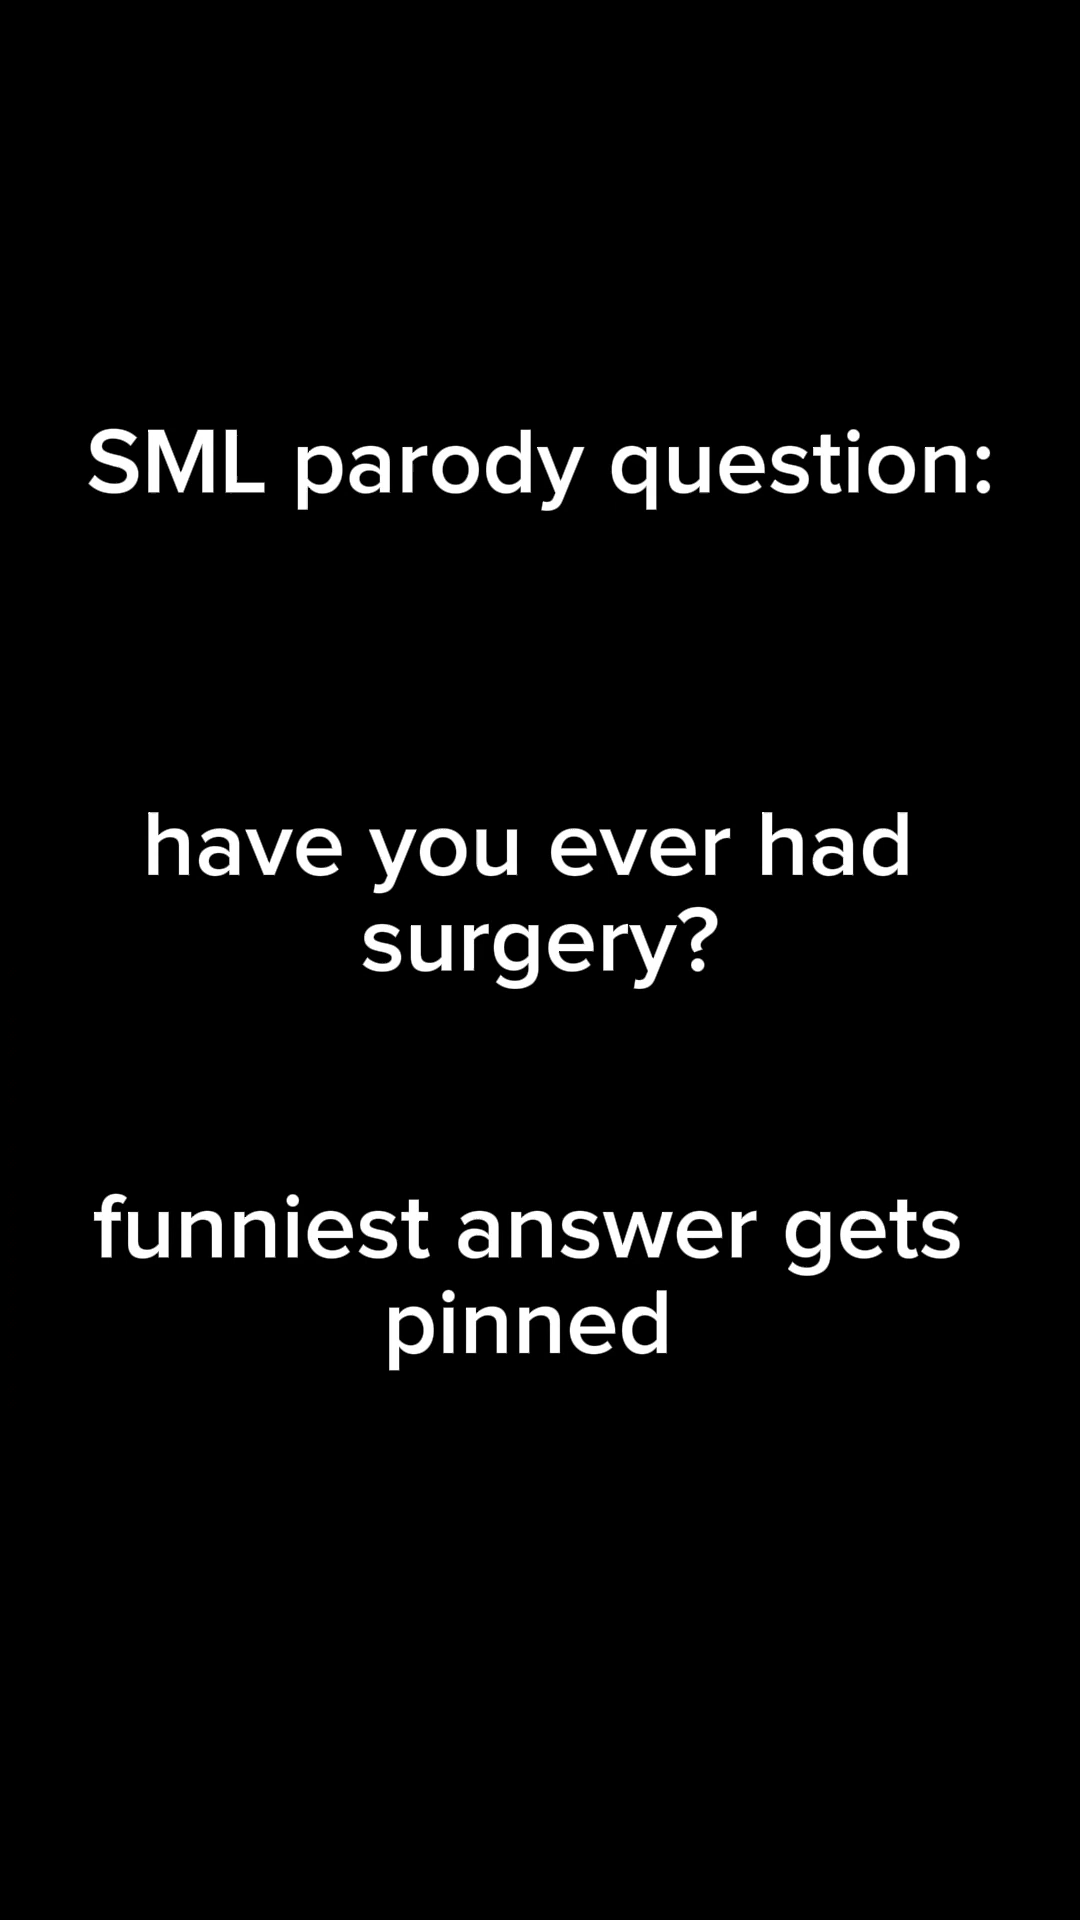 SML parody question:
have you ever had
surgery?
funniest answer gets
pinned